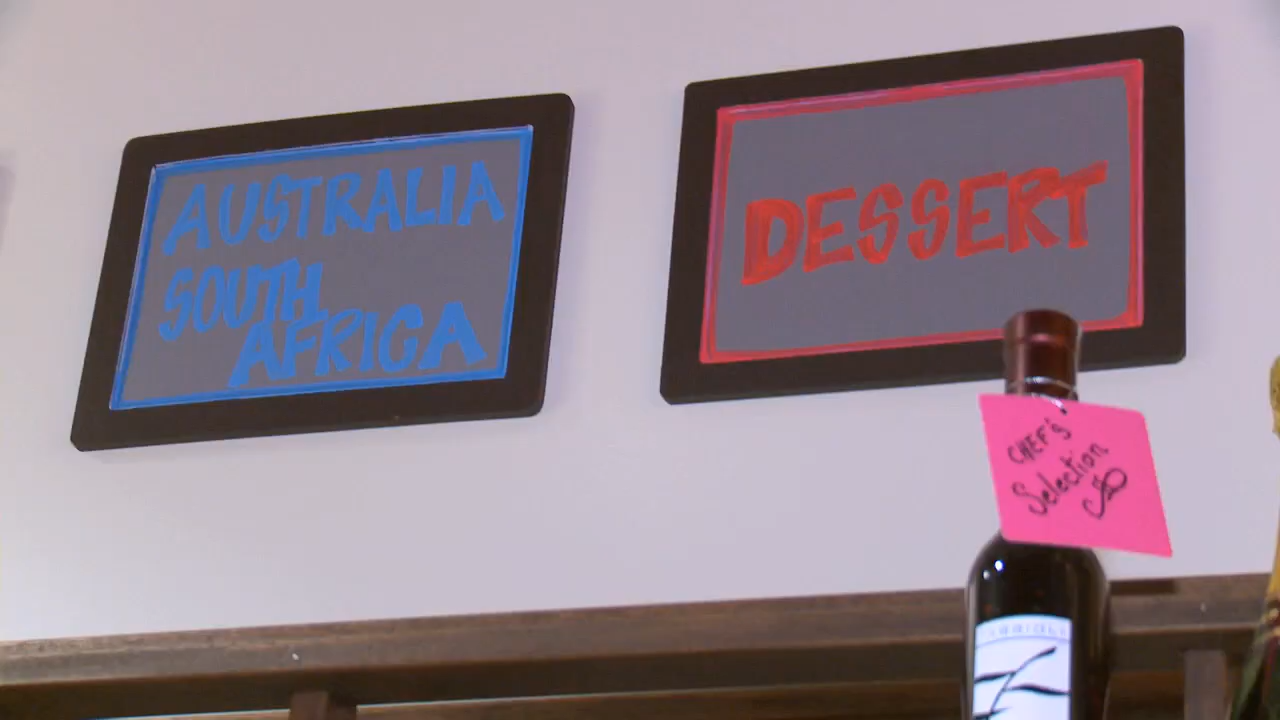 AUSTRALIA
SOUTH
AFRICA
DESSERT
CHEF'S
Selection